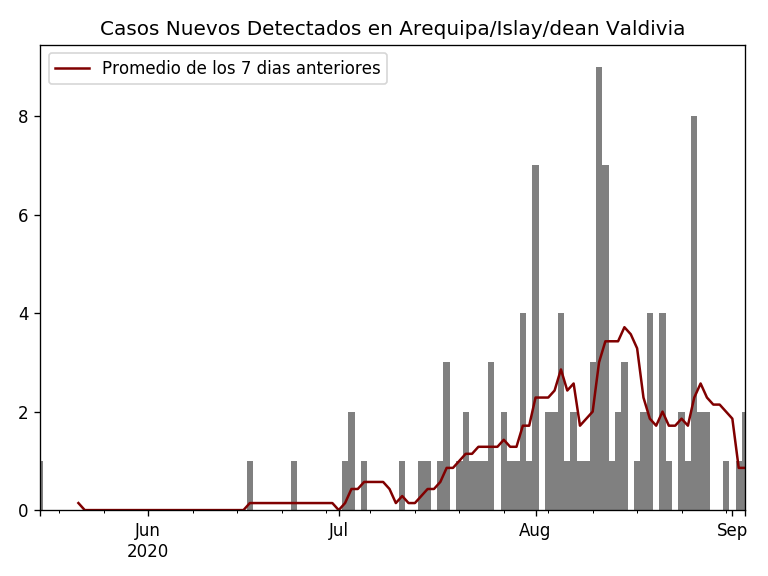 Casos Nuevos Detectados en Arequipa/Islay/dean Valdivia
Promedio de los 7 dias anteriores
8
6
4
2
0
Jun
2020
Jul
Aug
Sep